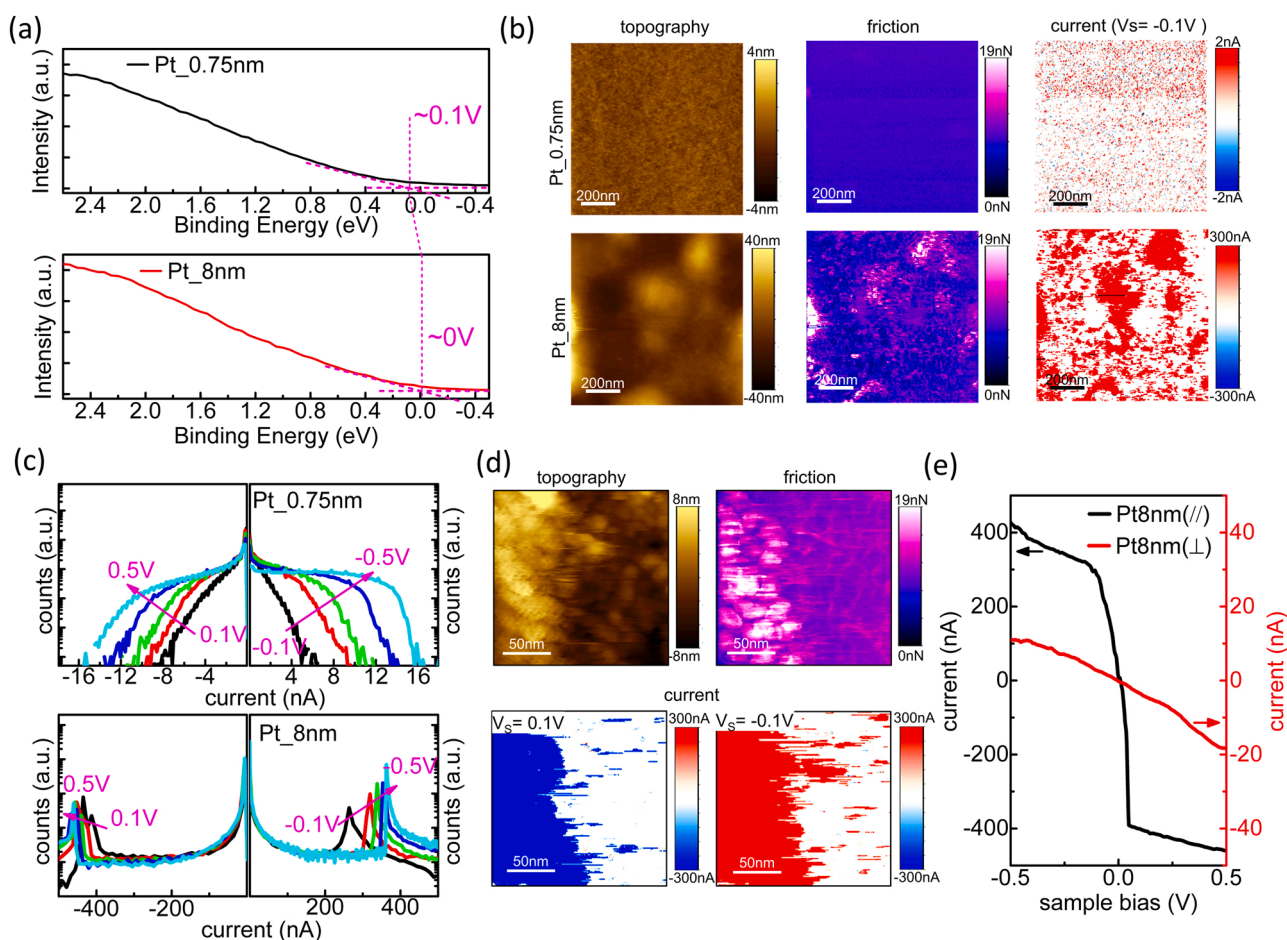 (a)
Pt_0.75nm
~0.1V
Intensity (a.u.)
2.4 2.0 1.6 1.2 0.8 0.4 0.0 -0.4
Binding Energy (eV)
Pt_8nm
~0V
Intensity (a.u.)
2.4 2.0 1.6 1.2 0.8 0.4 0.0 -0.4
Binding Energy (eV)
(b)
topography
friction
current (Vs= -0.1V )
Pt_0.75nm
200nm
4nm
-4nm
200nm
19nN
0nN
200nm
2nA
-2nA
Pt_8nm
200nm
40nm
-40nm
200nm
19nN
0nN
200nm
300nA
-300nA
(c)
Pt_0.75nm
counts (a.u.)
counts (a.u.)
0.5V
0.1V
-0.5V
-0.1V
-16 -12 -8 -4 0 4 8 12 16
current (nA)
Pt_8nm
counts (a.u.)
counts (a.u.)
0.5V
0.1V
-0.5V
-0.1V
-400 -200 0 200 400
current (nA)
(d)
topography
friction
50nm
8nm
-8nm
50nm
19nN
0nN
current
VS= 0.1V
50nm
300nA
-300nA
VS= -0.1V
50nm
300nA
-300nA
(e)
Pt8nm(//)
Pt8nm(⊥)
current (nA)
400
200
0
-200
-400
current (nA)
40
20
0
-20
-40
-0.5 0.0 0.5
sample bias (V)